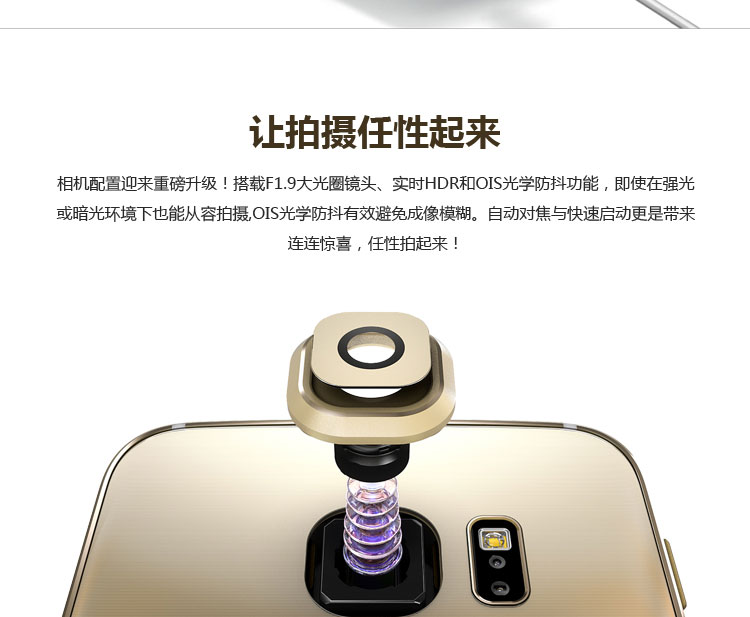 让拍摄任性起来
相机配置迎来重磅升级！搭载F1.9大光圈镜头、实时HDR和OIS光学防抖功能，即使在强光
或暗光环境下也能从容拍摄,OIS光学防抖有效避免成像模糊。自动对焦与快速启动更是带来
连连惊喜，任性拍起来！